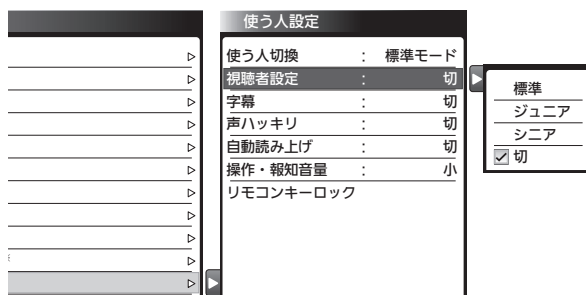 使う人設定
使う人切換 : 標準モード
視聴者設定 : 切
字幕 : 切
声ハッキリ : 切
自動読み上げ : 切
操作・報知音量 : 小
リモコンキーロック
標準
ジュニア
シニア
切